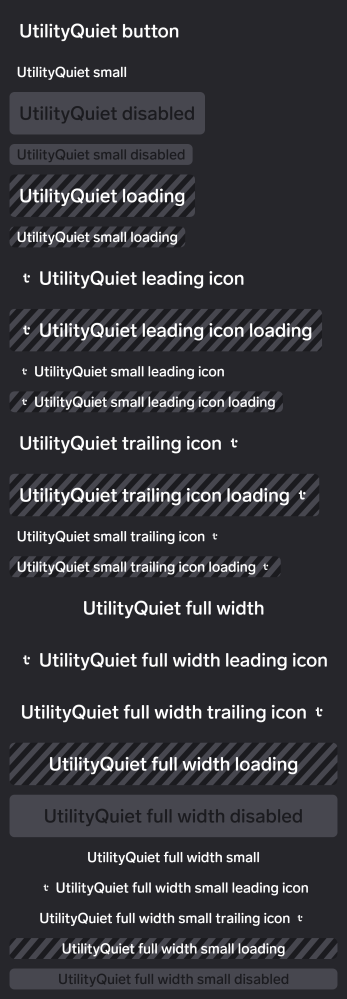 UtilityQuiet button
UtilityQuiet small
UtilityQuiet disabled
UtilityQuiet small disabled
UtilityQuiet loading
UtilityQuiet small loading
UtilityQuiet leading icon
UtilityQuiet leading icon loading
UtilityQuiet small leading icon
UtilityQuiet small leading icon loading
UtilityQuiet trailing icon
UtilityQuiet trailing icon loading
UtilityQuiet small trailing icon
UtilityQuiet small trailing icon loading
UtilityQuiet full width
UtilityQuiet full width leading icon
UtilityQuiet full width trailing icon
UtilityQuiet full width loading
UtilityQuiet full width disabled
UtilityQuiet full width small
UtilityQuiet full width small leading icon
UtilityQuiet full width small trailing icon
UtilityQuiet full width small loading
UtilityQuiet full width small disabled